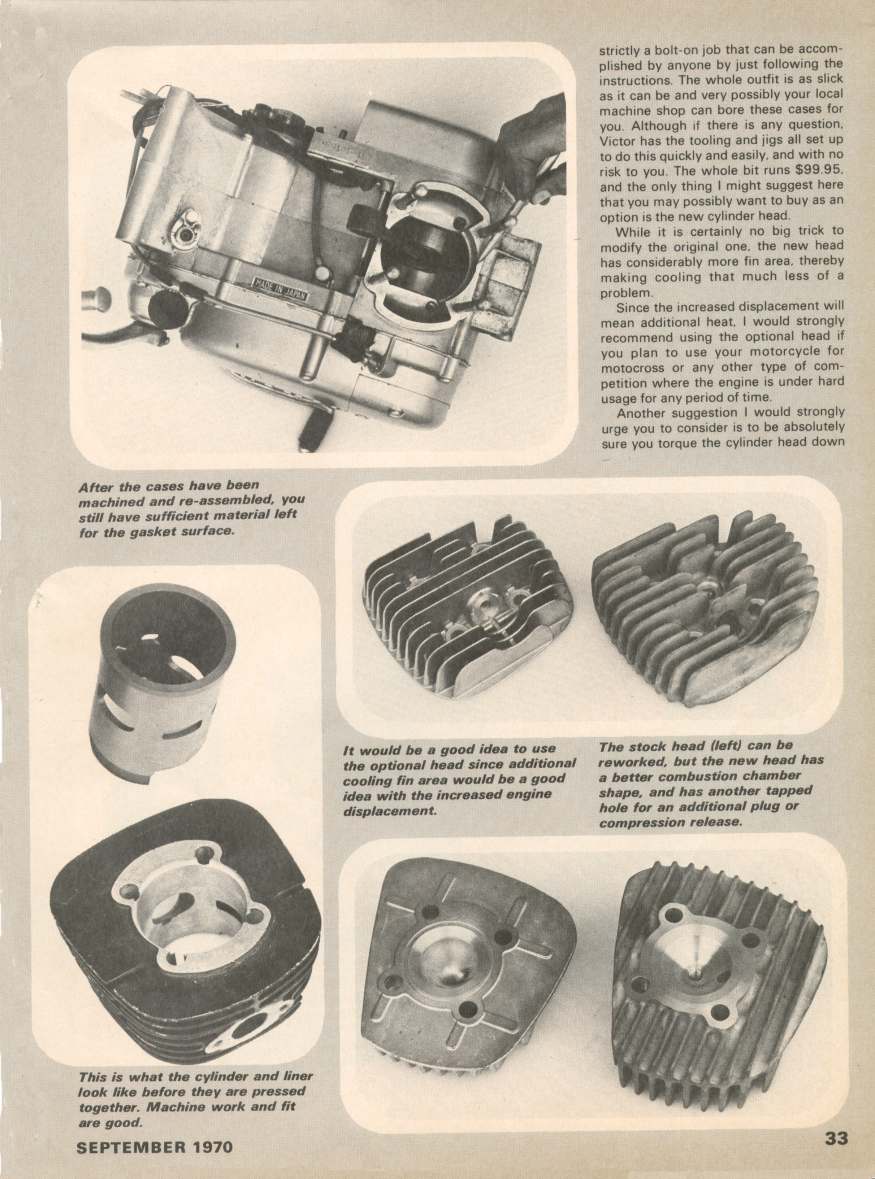 strictly a bolt-on job that can be accom-
plished by anyone by just following the
instructions. The whole outfit is as slick
as it can be and very possibly your local
machine shop can bore these cases for
you. Although if there is any question,
Victor has the tooling and jigs all set up
to do this quickly and easily, and with no
risk to you. The whole bit runs $99.95,
and the only thing I might suggest here
that you may possibly want to buy as an
option is the new cylinder head.
While it is certainly no big trick to
modify the original one, the new head
has considerably more fin area, thereby
making cooling that much less of a
problem.
Since the increased displacement will
mean additional heat, I would strongly
recommend using the optional head if
you plan to use your motorcycle for
motocross or any other type of com-
petition where the engine is under hard
usage for any period of time.
Another suggestion I would strongly
urge you to consider is to be absolutely
sure you torque the cylinder head down
MADE IN JAPAN
After the cases have been
machined and re-assembled, you
still have sufficient material left
for the gasket surface.
It would be a good idea to use
the optional head since additional
cooling fin area would be a good
idea with the increased engine
displacement.
The stock head (left) can be
reworked, but the new head has
a better combustion chamber
shape, and has another tapped
hole for an additional plug or
compression release.
This is what the cylinder and liner
look like before they are pressed
together. Machine work and fit
are good.
SEPTEMBER 1970
33